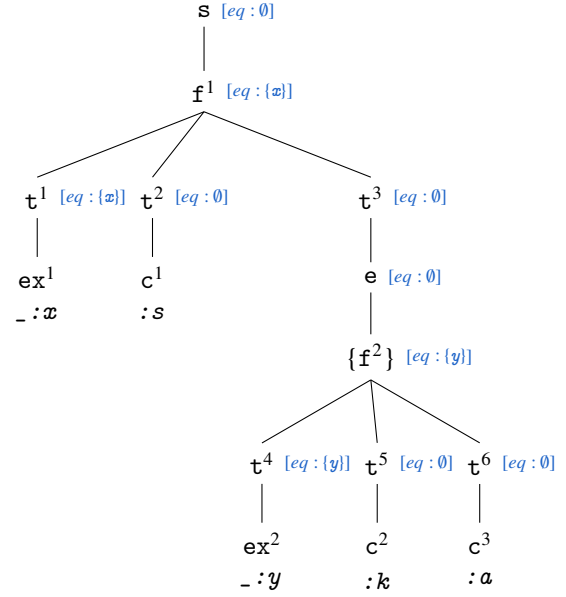 s [eq : ∅]
f¹ [eq : {x}]
t¹ [eq : {x}] t² [eq : ∅] t³ [eq : ∅]
ex¹ c¹ e [eq : ∅]
_:x :s
{f²} [eq : {y}]
t⁴ [eq : {y}] t⁵ [eq : ∅] t⁶ [eq : ∅]
ex² c² c³
_:y :k :a